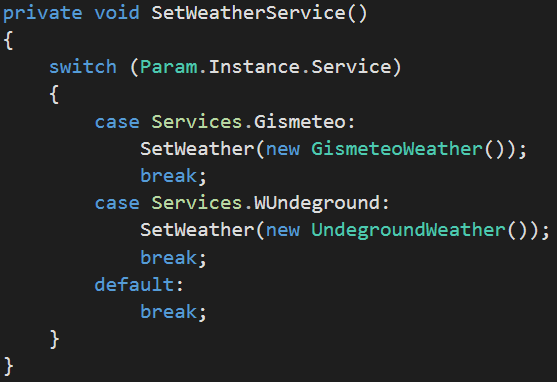 private void SetWeatherService()
{
    switch (Param.Instance.Service)
    {
        case Services.Gismeteo:
            SetWeather(new GismeteoWeather());
            break;
        case Services.WUndeground:
            SetWeather(new UndegroundWeather());
            break;
        default:
            break;
    }
}